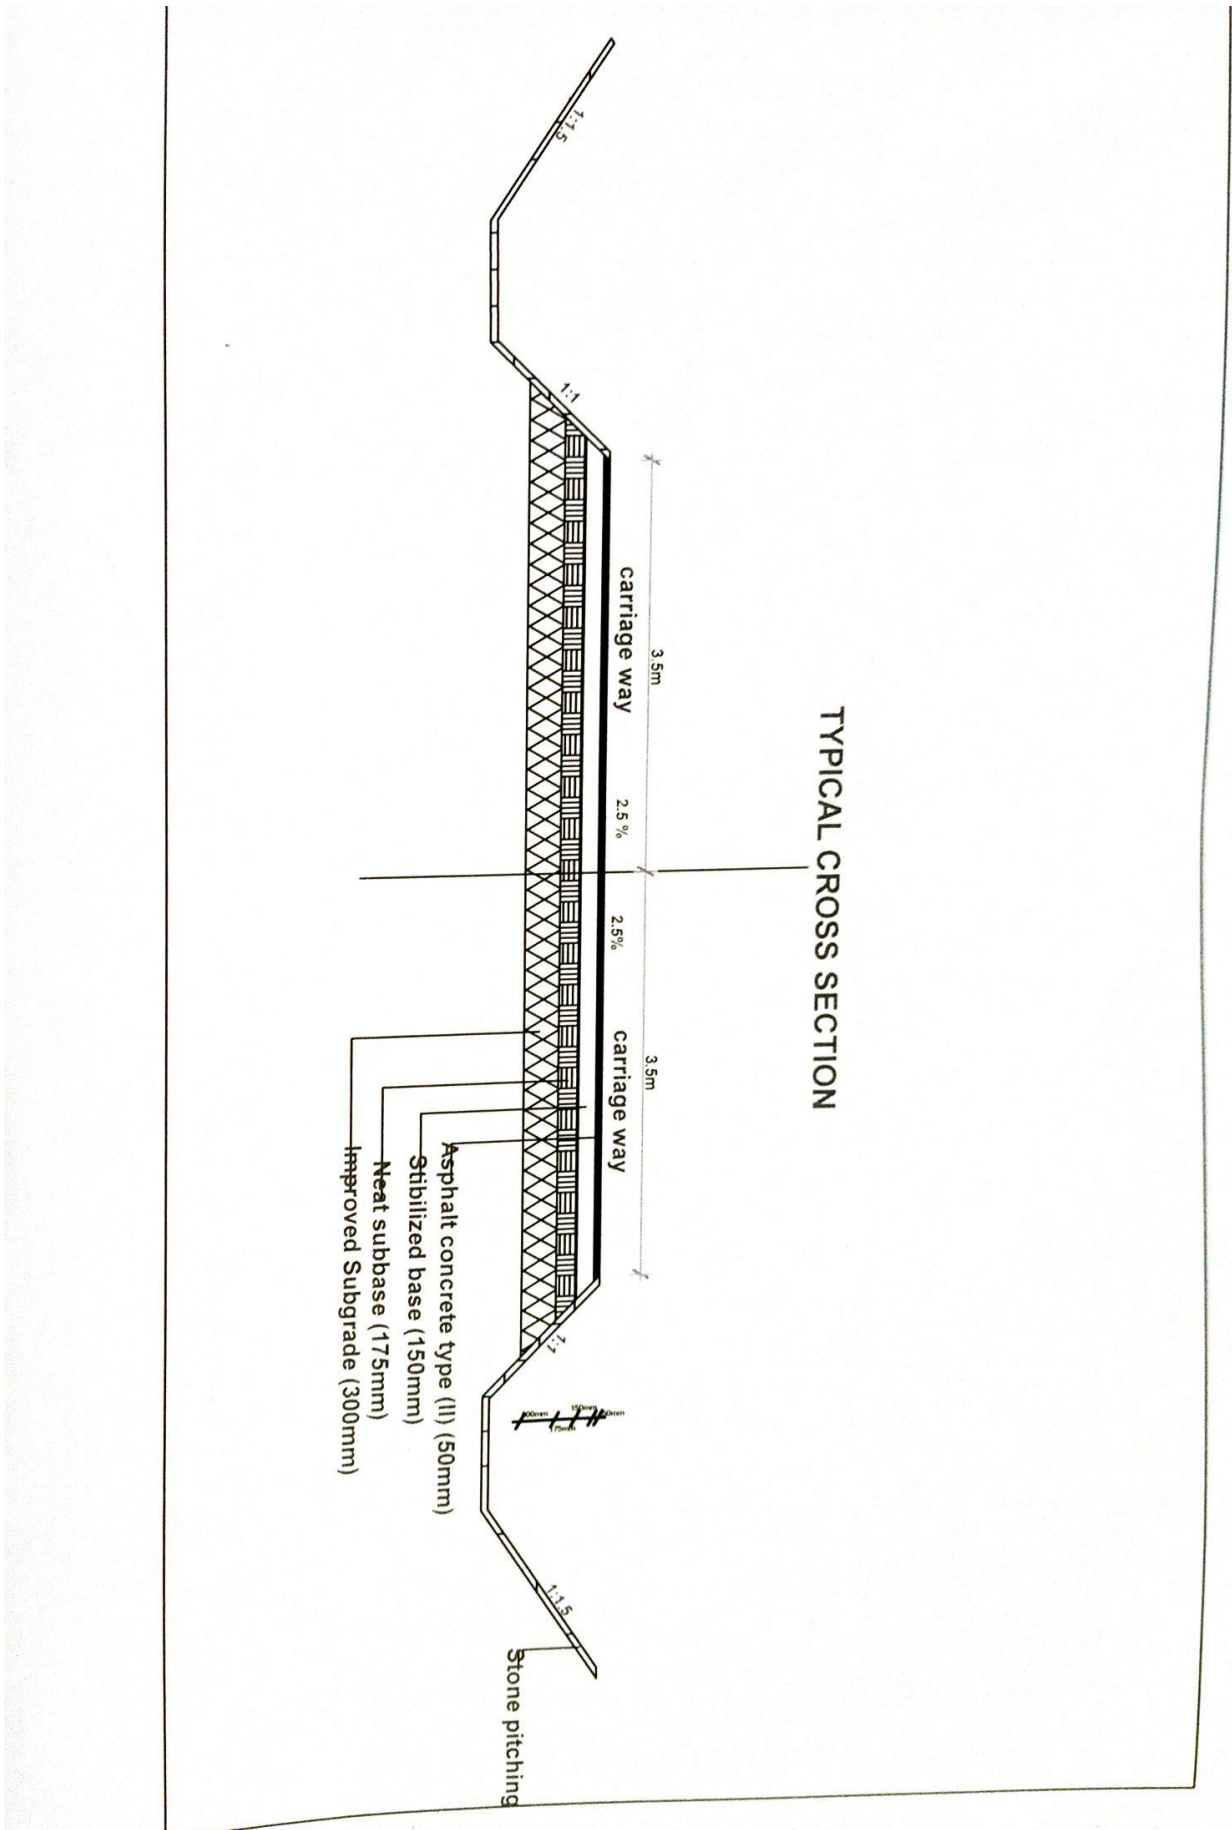 TYPICAL CROSS SECTION
3.5m
3.5m
carriage way
2.5 %
2.5%
carriage way
1:1.5
1:1
1:1
1:1.5
150mm
175mm
Asphalt concrete type (II) (50mm)
Stibilized base (150mm)
Neat subbase (175mm)
Improved Subgrade (300mm)
Stone pitching